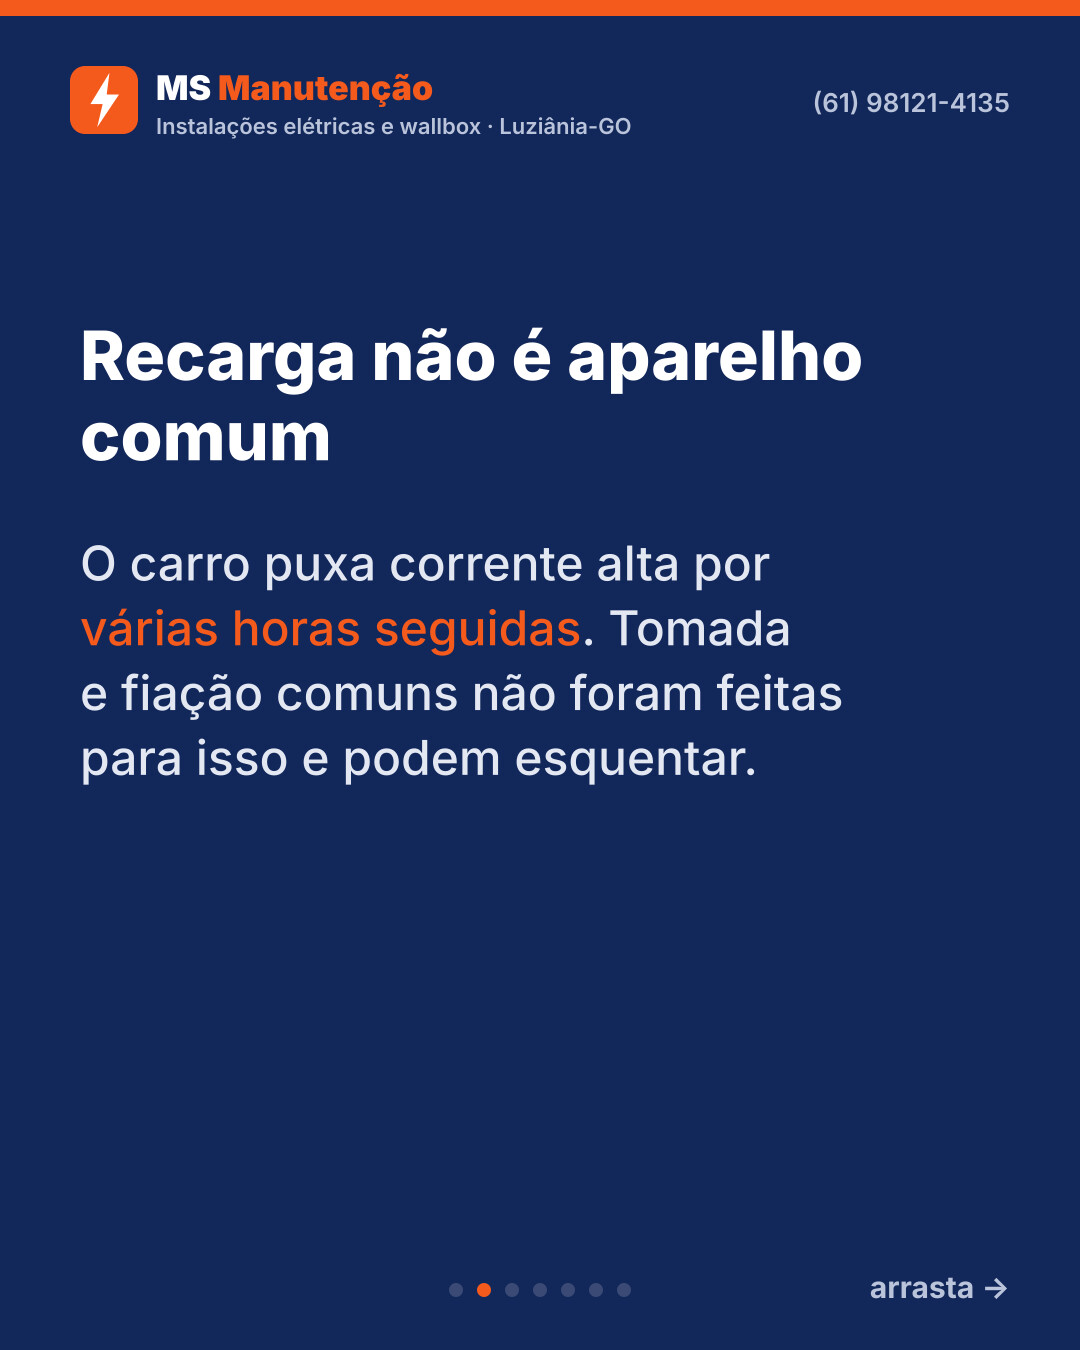 MS Manutenção
Instalações elétricas e wallbox · Luziânia-GO
(61) 98121-4135
Recarga não é aparelho
comum
O carro puxa corrente alta por
várias horas seguidas. Tomada
e fiação comuns não foram feitas
para isso e podem esquentar.
arrasta →